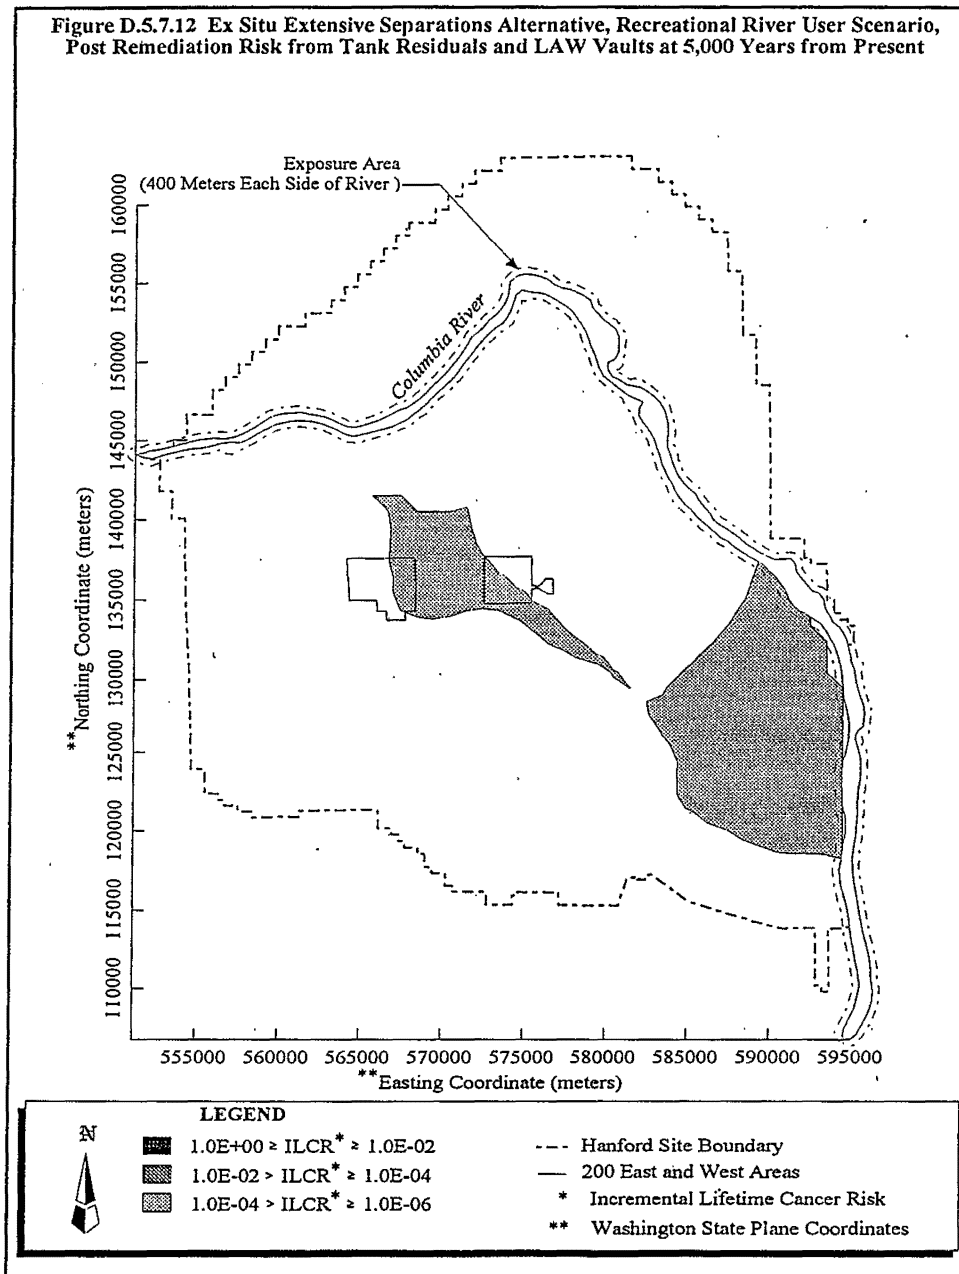 Figure D.5.7.12 Ex Situ Extensive Separations Alternative, Recreational River User Scenario,
Post Remediation Risk from Tank Residuals and LAW Vaults at 5,000 Years from Present
Exposure Area
(400 Meters Each Side of River)
Columbia River
**Northing Coordinate (meters)
160000
155000
150000
145000
140000
135000
130000
125000
120000
115000
110000
555000 560000 565000 570000 575000 580000 585000 590000 595000
**Easting Coordinate (meters)
LEGEND
N
1.0E+00 ≥ ILCR* ≥ 1.0E-02
1.0E-02 > ILCR* ≥ 1.0E-04
1.0E-04 > ILCR* ≥ 1.0E-06
Hanford Site Boundary
200 East and West Areas
* Incremental Lifetime Cancer Risk
** Washington State Plane Coordinates